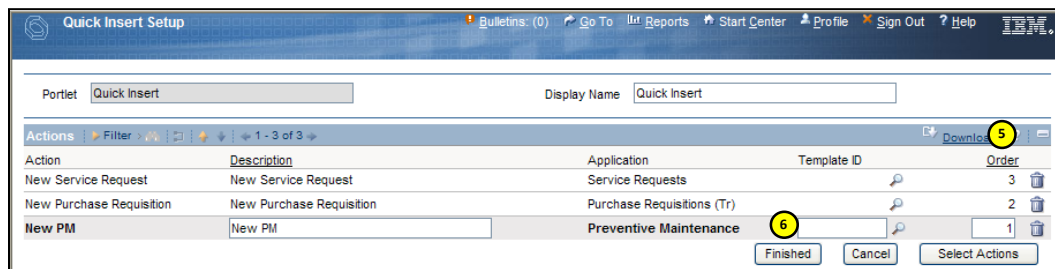 Quick Insert Setup
Bulletins: (0) Go To Reports Start Center Profile Sign Out ? Help IBM.
Portlet Quick Insert Display Name Quick Insert
Actions Filter 1 - 3 of 3 5
Action Description Application Template ID Order
New Service Request New Service Request Service Requests 3
New Purchase Requisition New Purchase Requisition Purchase Requisitions (Tr) 2
New PM New PM Preventive Maintenance 6 1
Finished Cancel Select Actions